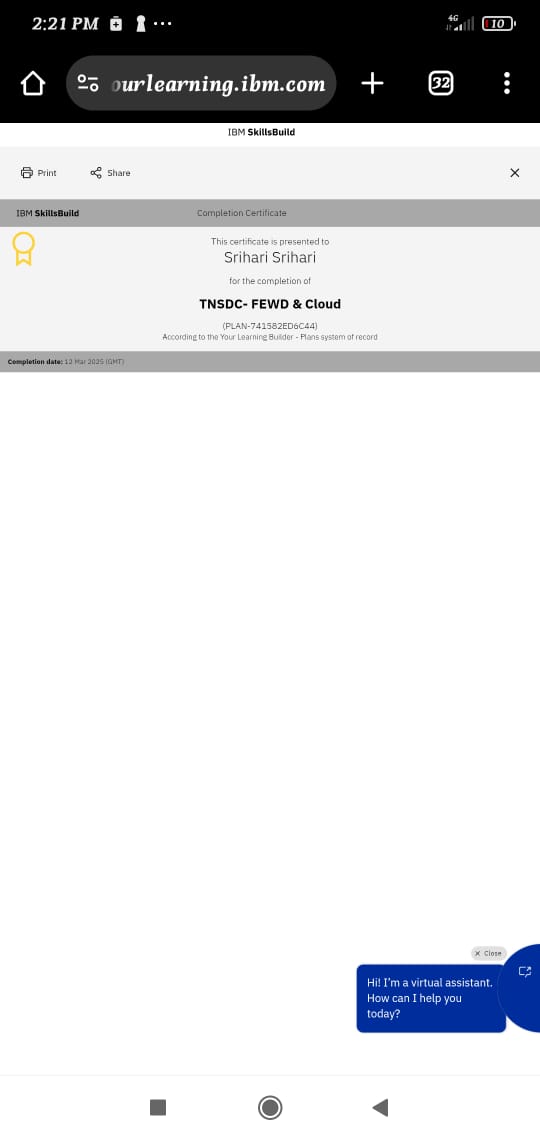 2:21 PM
4G
10
ourlearning.ibm.com
32
IBM SkillsBuild
Print
Share
IBM SkillsBuild
Completion Certificate
This certificate is presented to
Srihari Srihari
for the completion of
TNSDC- FEWD & Cloud
(PLAN-741582ED6C44)
According to the Your Learning Builder - Plans system of record
Completion date: 12 Mar 2025 (GMT)
Close
Hi! I'm a virtual assistant.
How can I help you
today?